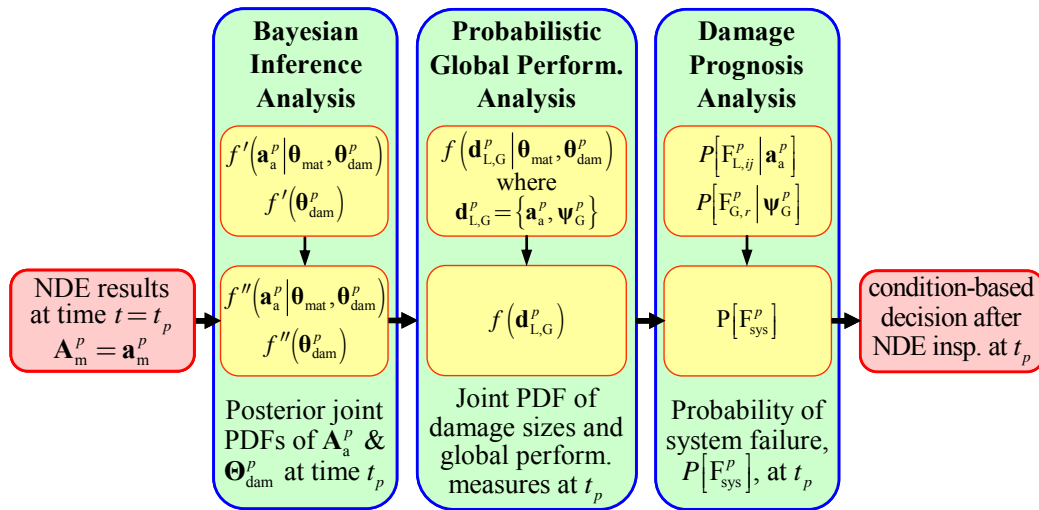 NDE results
at time t = t_p
A_m^p = a_m^p
Bayesian
Inference
Analysis
f′(a_a^p | θ_mat, θ_dam^p)
f′(θ_dam^p)
f″(a_a^p | θ_mat, θ_dam^p)
f″(θ_dam^p)
Posterior joint
PDFs of A_a^p &
Θ_dam^p at time t_p
Probabilistic
Global Perform.
Analysis
f(d_L,G^p | θ_mat, θ_dam^p)
where
d_L,G^p = {a_a^p, ψ_G^p}
f(d_L,G^p)
Joint PDF of
damage sizes and
global perform.
measures at t_p
Damage
Prognosis
Analysis
P[F_L,ij^p | a_a^p]
P[F_G,r^p | ψ_G^p]
P[F_sys^p]
Probability of
system failure,
P[F_sys^p], at t_p
condition-based
decision after
NDE insp. at t_p